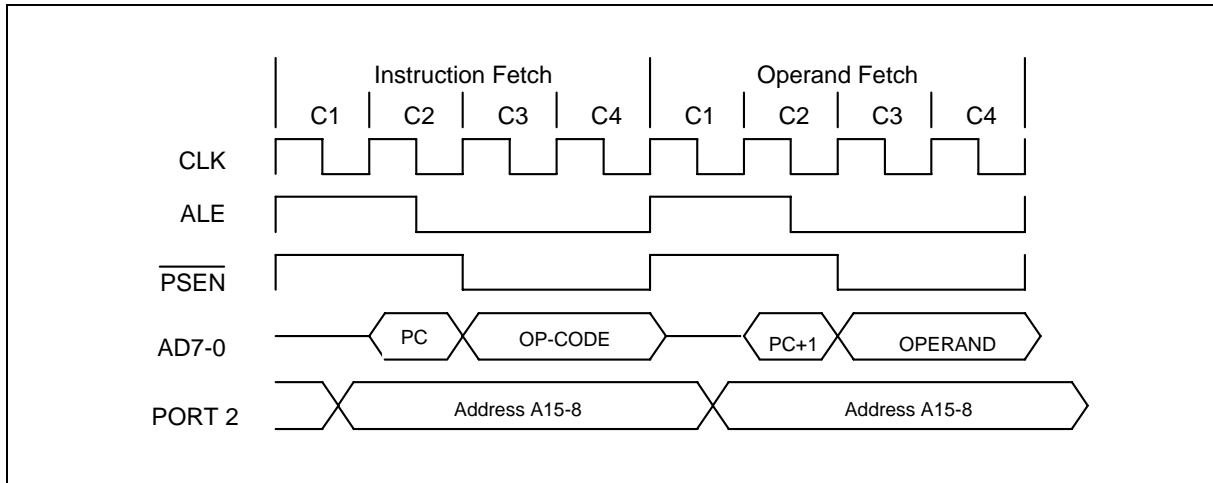 Instruction Fetch Operand Fetch
C1 C2 C3 C4 C1 C2 C3 C4
CLK
ALE
PSEN
AD7-0 PC OP-CODE PC+1 OPERAND
PORT 2 Address A15-8 Address A15-8